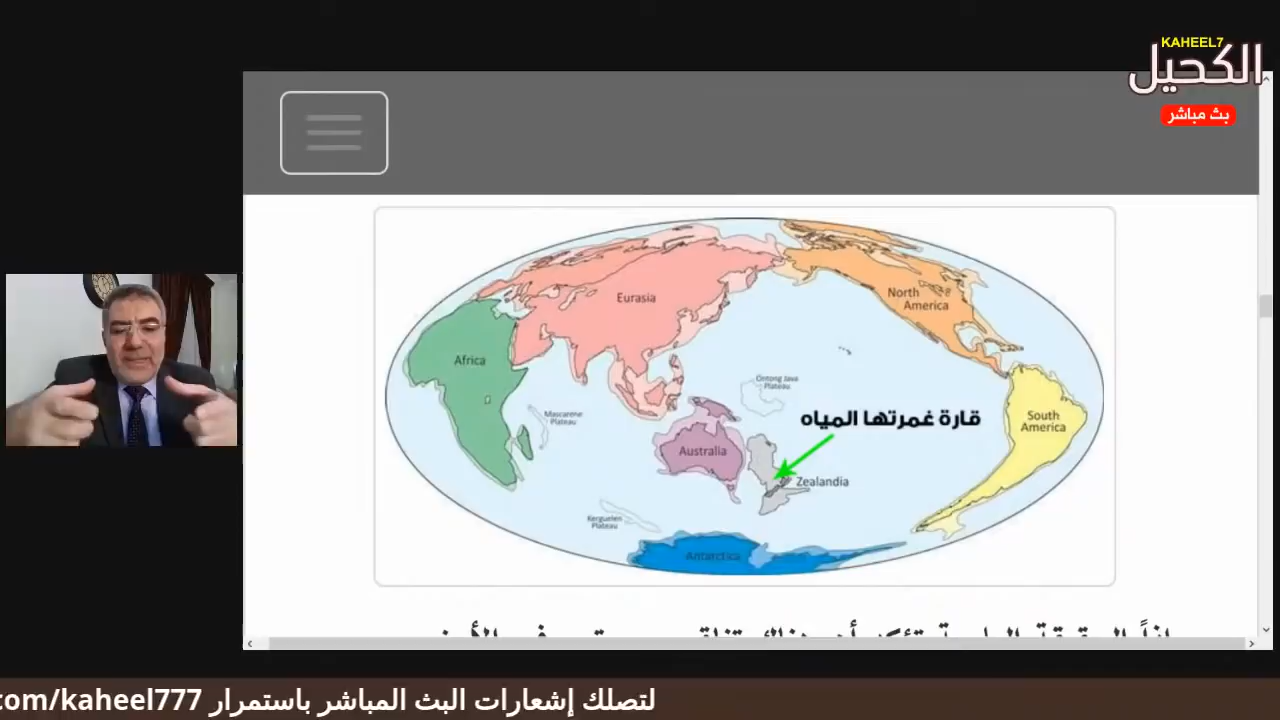 KAHEEL7
الكحيل
بث مباشر
Eurasia
North
America
Africa
Ontong Java
Plateau
Mascarene
Plateau
قارة غمرتها المياه
South
America
Australia
Zealandia
Kerguelen
Plateau
Antarctica
لتصلك إشعارات البث المباشر باستمرار com/kaheel777